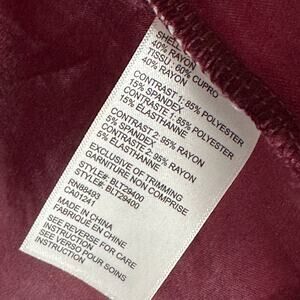 SHELL
40% RAYON
TISSU: 60% CUPRO
40% RAYON
CONTRAST 1: 85% POLYESTER
15% SPANDEX
CONTRASTE 1: 85% POLYESTER
15% ELASTHANNE
CONTRAST 2: 95% RAYON
5% SPANDEX
CONTRASTE 2: 95% RAYON
5% ELASTHANNE
EXCLUSIVE OF TRIMMING
GARNITURE NON COMPRISE
STYLE#: BLT29400
STYLE#: BLT29400
RN88493
CA01241
MADE IN CHINA
FABRIQUÉ EN CHINE
SEE REVERSE FOR CARE
INSTRUCTION
SEE VERSO POUR SOINS
INSTRUCTION